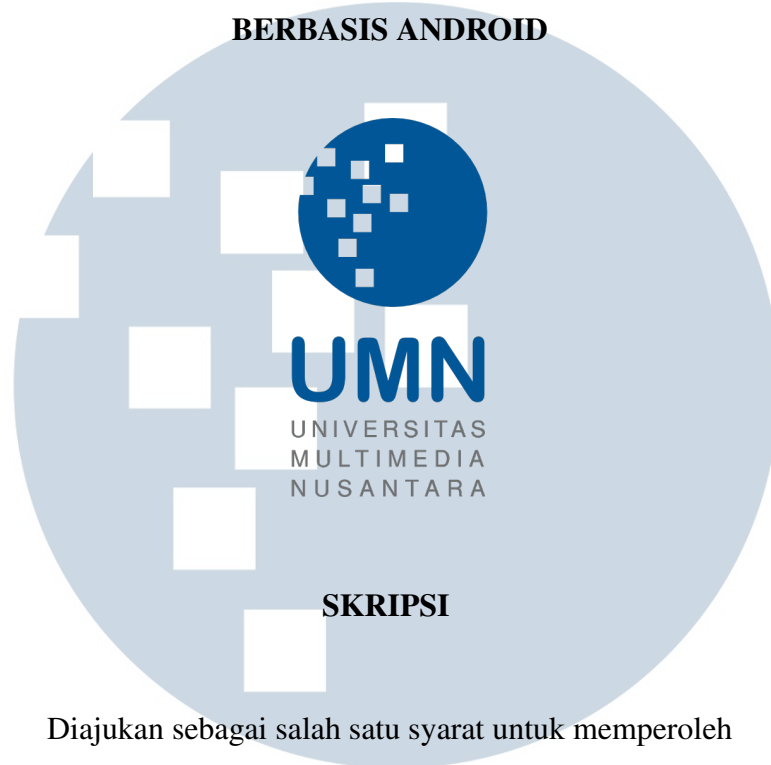 BERBASIS ANDROID
UMN
UNIVERSITAS
MULTIMEDIA
NUSANTARA
SKRIPSI
Diajukan sebagai salah satu syarat untuk memperoleh